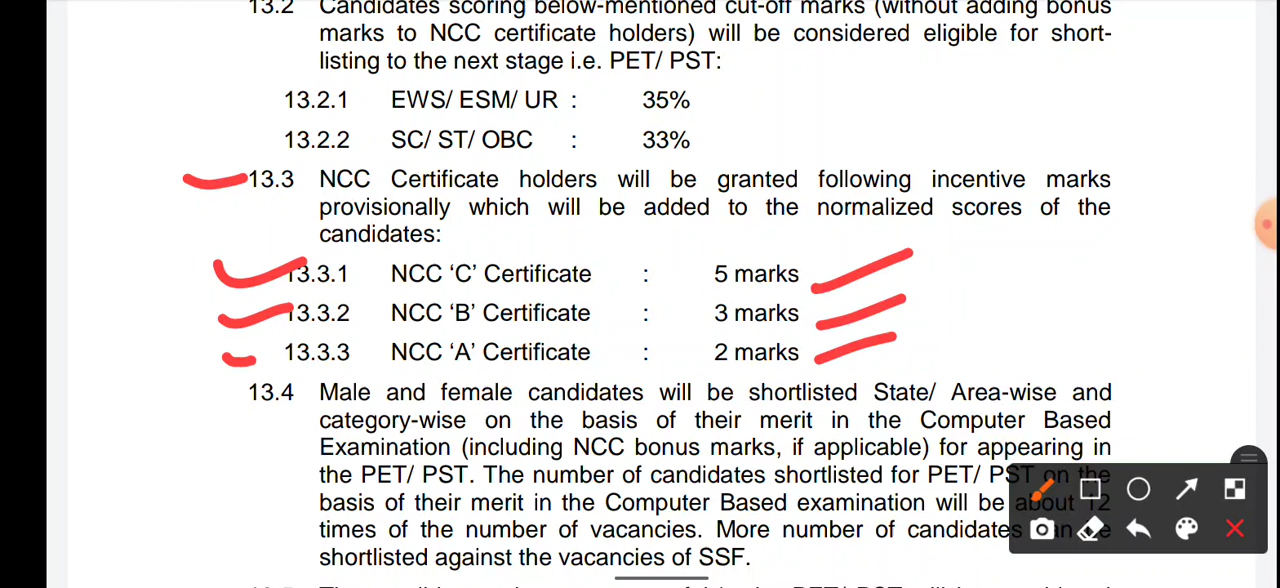 13.2 Candidates scoring below-mentioned cut-off marks (without adding bonus
marks to NCC certificate holders) will be considered eligible for short-
listing to the next stage i.e. PET/ PST:
13.2.1 EWS/ ESM/ UR : 35%
13.2.2 SC/ ST/ OBC : 33%
13.3 NCC Certificate holders will be granted following incentive marks
provisionally which will be added to the normalized scores of the
candidates:
13.3.1 NCC ‘C’ Certificate : 5 marks
13.3.2 NCC ‘B’ Certificate : 3 marks
13.3.3 NCC ‘A’ Certificate : 2 marks
13.4 Male and female candidates will be shortlisted State/ Area-wise and
category-wise on the basis of their merit in the Computer Based
Examination (including NCC bonus marks, if applicable) for appearing in
the PET/ PST. The number of candidates shortlisted for PET/ PST on the
basis of their merit in the Computer Based examination will be about 12
times of the number of vacancies. More number of candidates
shortlisted against the vacancies of SSF.